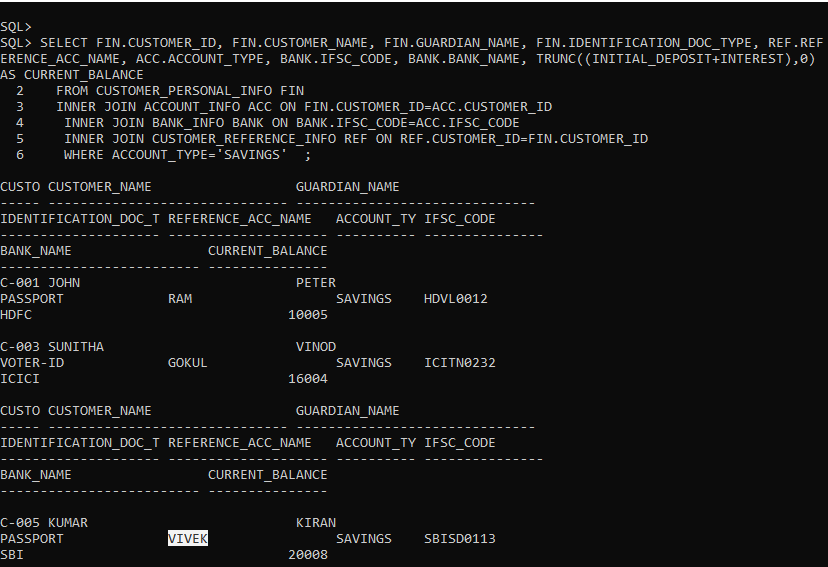 SQL>
SQL> SELECT FIN.CUSTOMER_ID, FIN.CUSTOMER_NAME, FIN.GUARDIAN_NAME, FIN.IDENTIFICATION_DOC_TYPE, REF.REF
ERENCE_ACC_NAME, ACC.ACCOUNT_TYPE, BANK.IFSC_CODE, BANK.BANK_NAME, TRUNC((INITIAL_DEPOSIT+INTEREST),0)
AS CURRENT_BALANCE
  2    FROM CUSTOMER_PERSONAL_INFO FIN
  3    INNER JOIN ACCOUNT_INFO ACC ON FIN.CUSTOMER_ID=ACC.CUSTOMER_ID
  4     INNER JOIN BANK_INFO BANK ON BANK.IFSC_CODE=ACC.IFSC_CODE
  5     INNER JOIN CUSTOMER_REFERENCE_INFO REF ON REF.CUSTOMER_ID=FIN.CUSTOMER_ID
  6     WHERE ACCOUNT_TYPE='SAVINGS'  ;
CUSTO CUSTOMER_NAME                  GUARDIAN_NAME
----- ------------------------------ ------------------------------
IDENTIFICATION_DOC_T REFERENCE_ACC_NAME   ACCOUNT_TY IFSC_CODE
-------------------- -------------------- ---------- ---------------
BANK_NAME                 CURRENT_BALANCE
------------------------- ---------------
C-001 JOHN                           PETER
PASSPORT             RAM                  SAVINGS    HDVL0012
HDFC                                10005
C-003 SUNITHA                        VINOD
VOTER-ID             GOKUL                SAVINGS    ICITN0232
ICICI                               16004
CUSTO CUSTOMER_NAME                  GUARDIAN_NAME
----- ------------------------------ ------------------------------
IDENTIFICATION_DOC_T REFERENCE_ACC_NAME   ACCOUNT_TY IFSC_CODE
-------------------- -------------------- ---------- ---------------
BANK_NAME                 CURRENT_BALANCE
------------------------- ---------------
C-005 KUMAR                          KIRAN
PASSPORT             VIVEK                SAVINGS    SBISD0113
SBI                                 20008